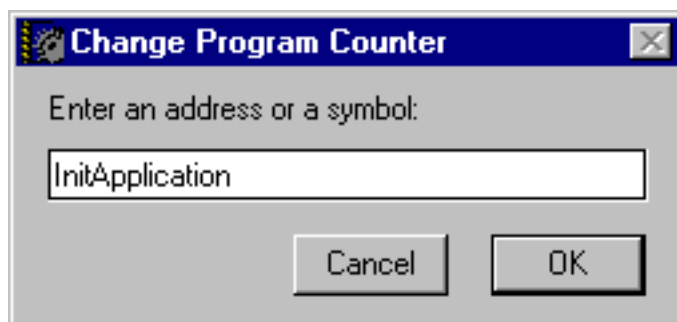 Change Program Counter
Enter an address or a symbol:
InitApplication
Cancel OK